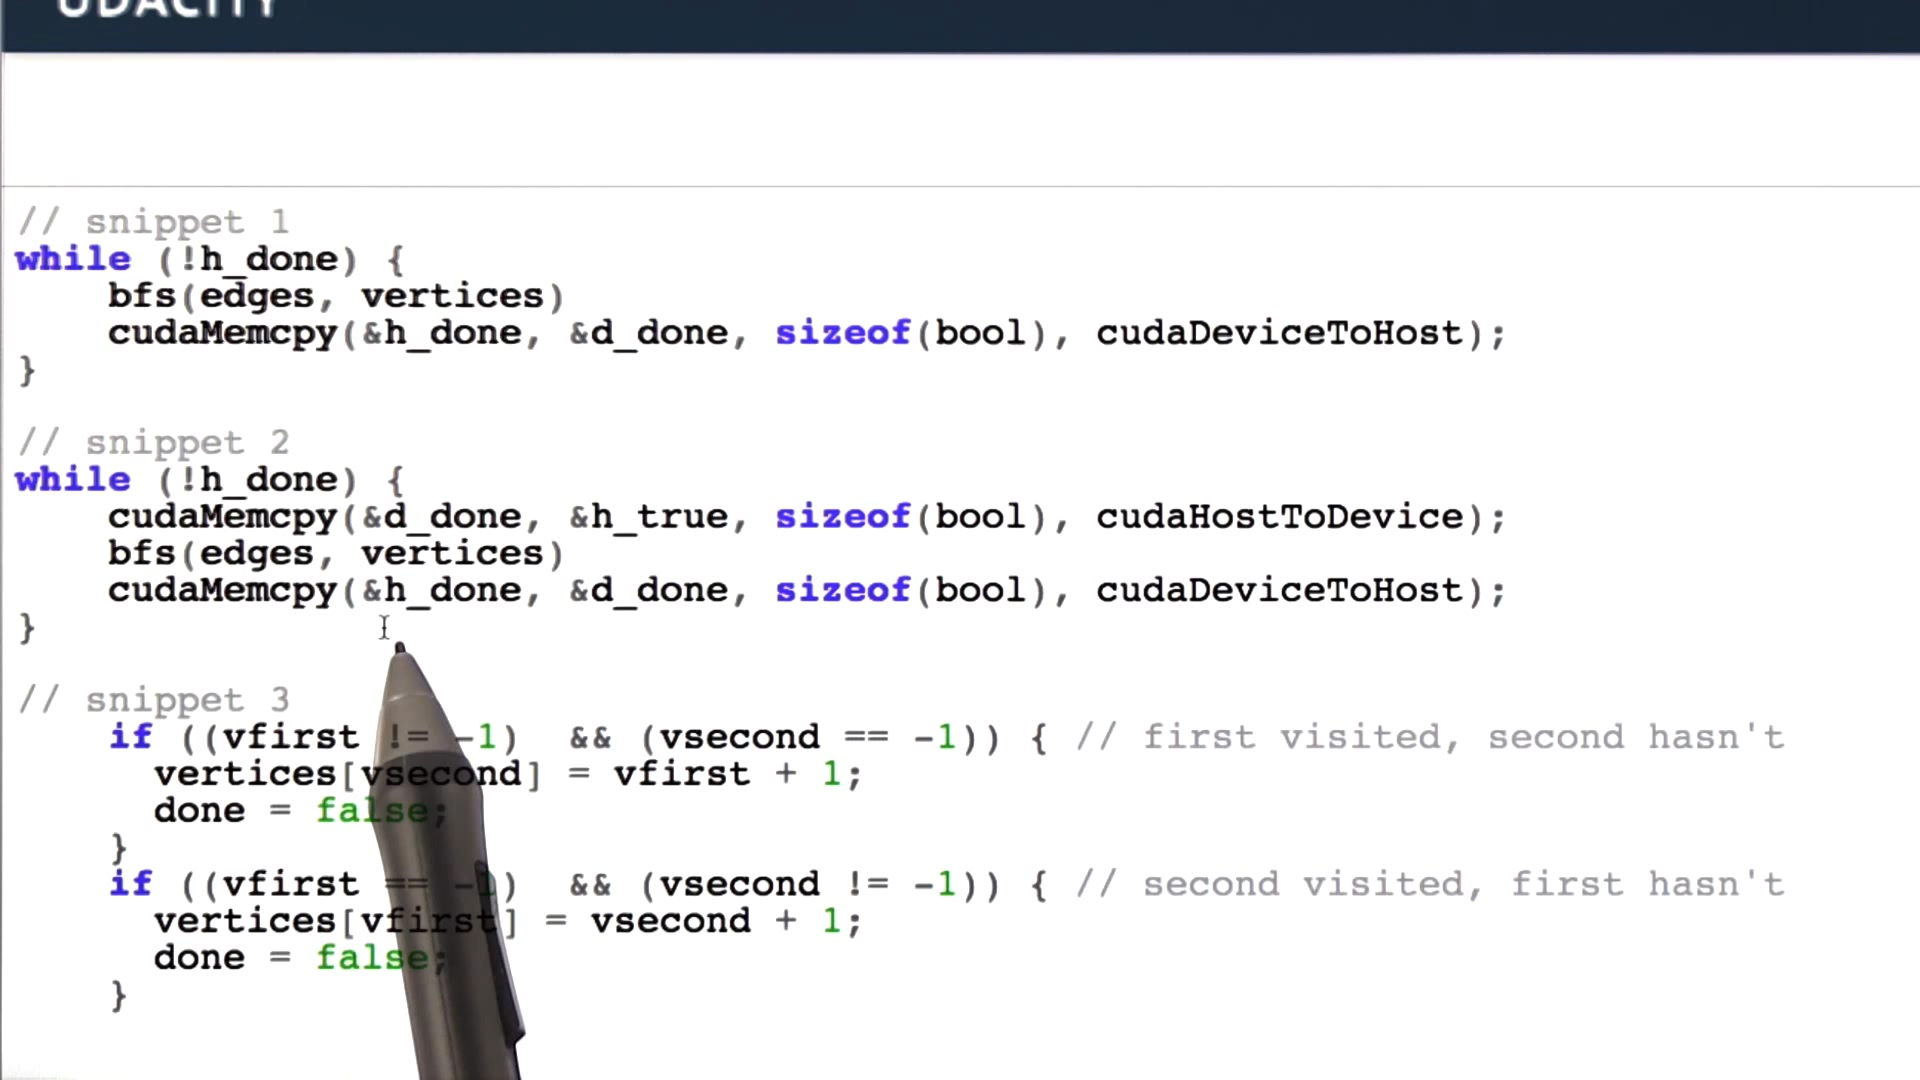 UDACITY
// snippet 1
while (!h_done) {
bfs(edges, vertices)
cudaMemcpy(&h_done, &d_done, sizeof(bool), cudaDeviceToHost);
}
// snippet 2
while (!h_done) {
cudaMemcpy(&d_done, &h_true, sizeof(bool), cudaHostToDevice);
bfs(edges, vertices)
cudaMemcpy(&h_done, &d_done, sizeof(bool), cudaDeviceToHost);
}
// snippet 3
if ((vfirst != -1) && (vsecond == -1)) { // first visited, second hasn't
vertices[vsecond] = vfirst + 1;
done = false;
}
if ((vfirst == -1) && (vsecond != -1)) { // second visited, first hasn't
vertices[vfirst] = vsecond + 1;
done = false;
}